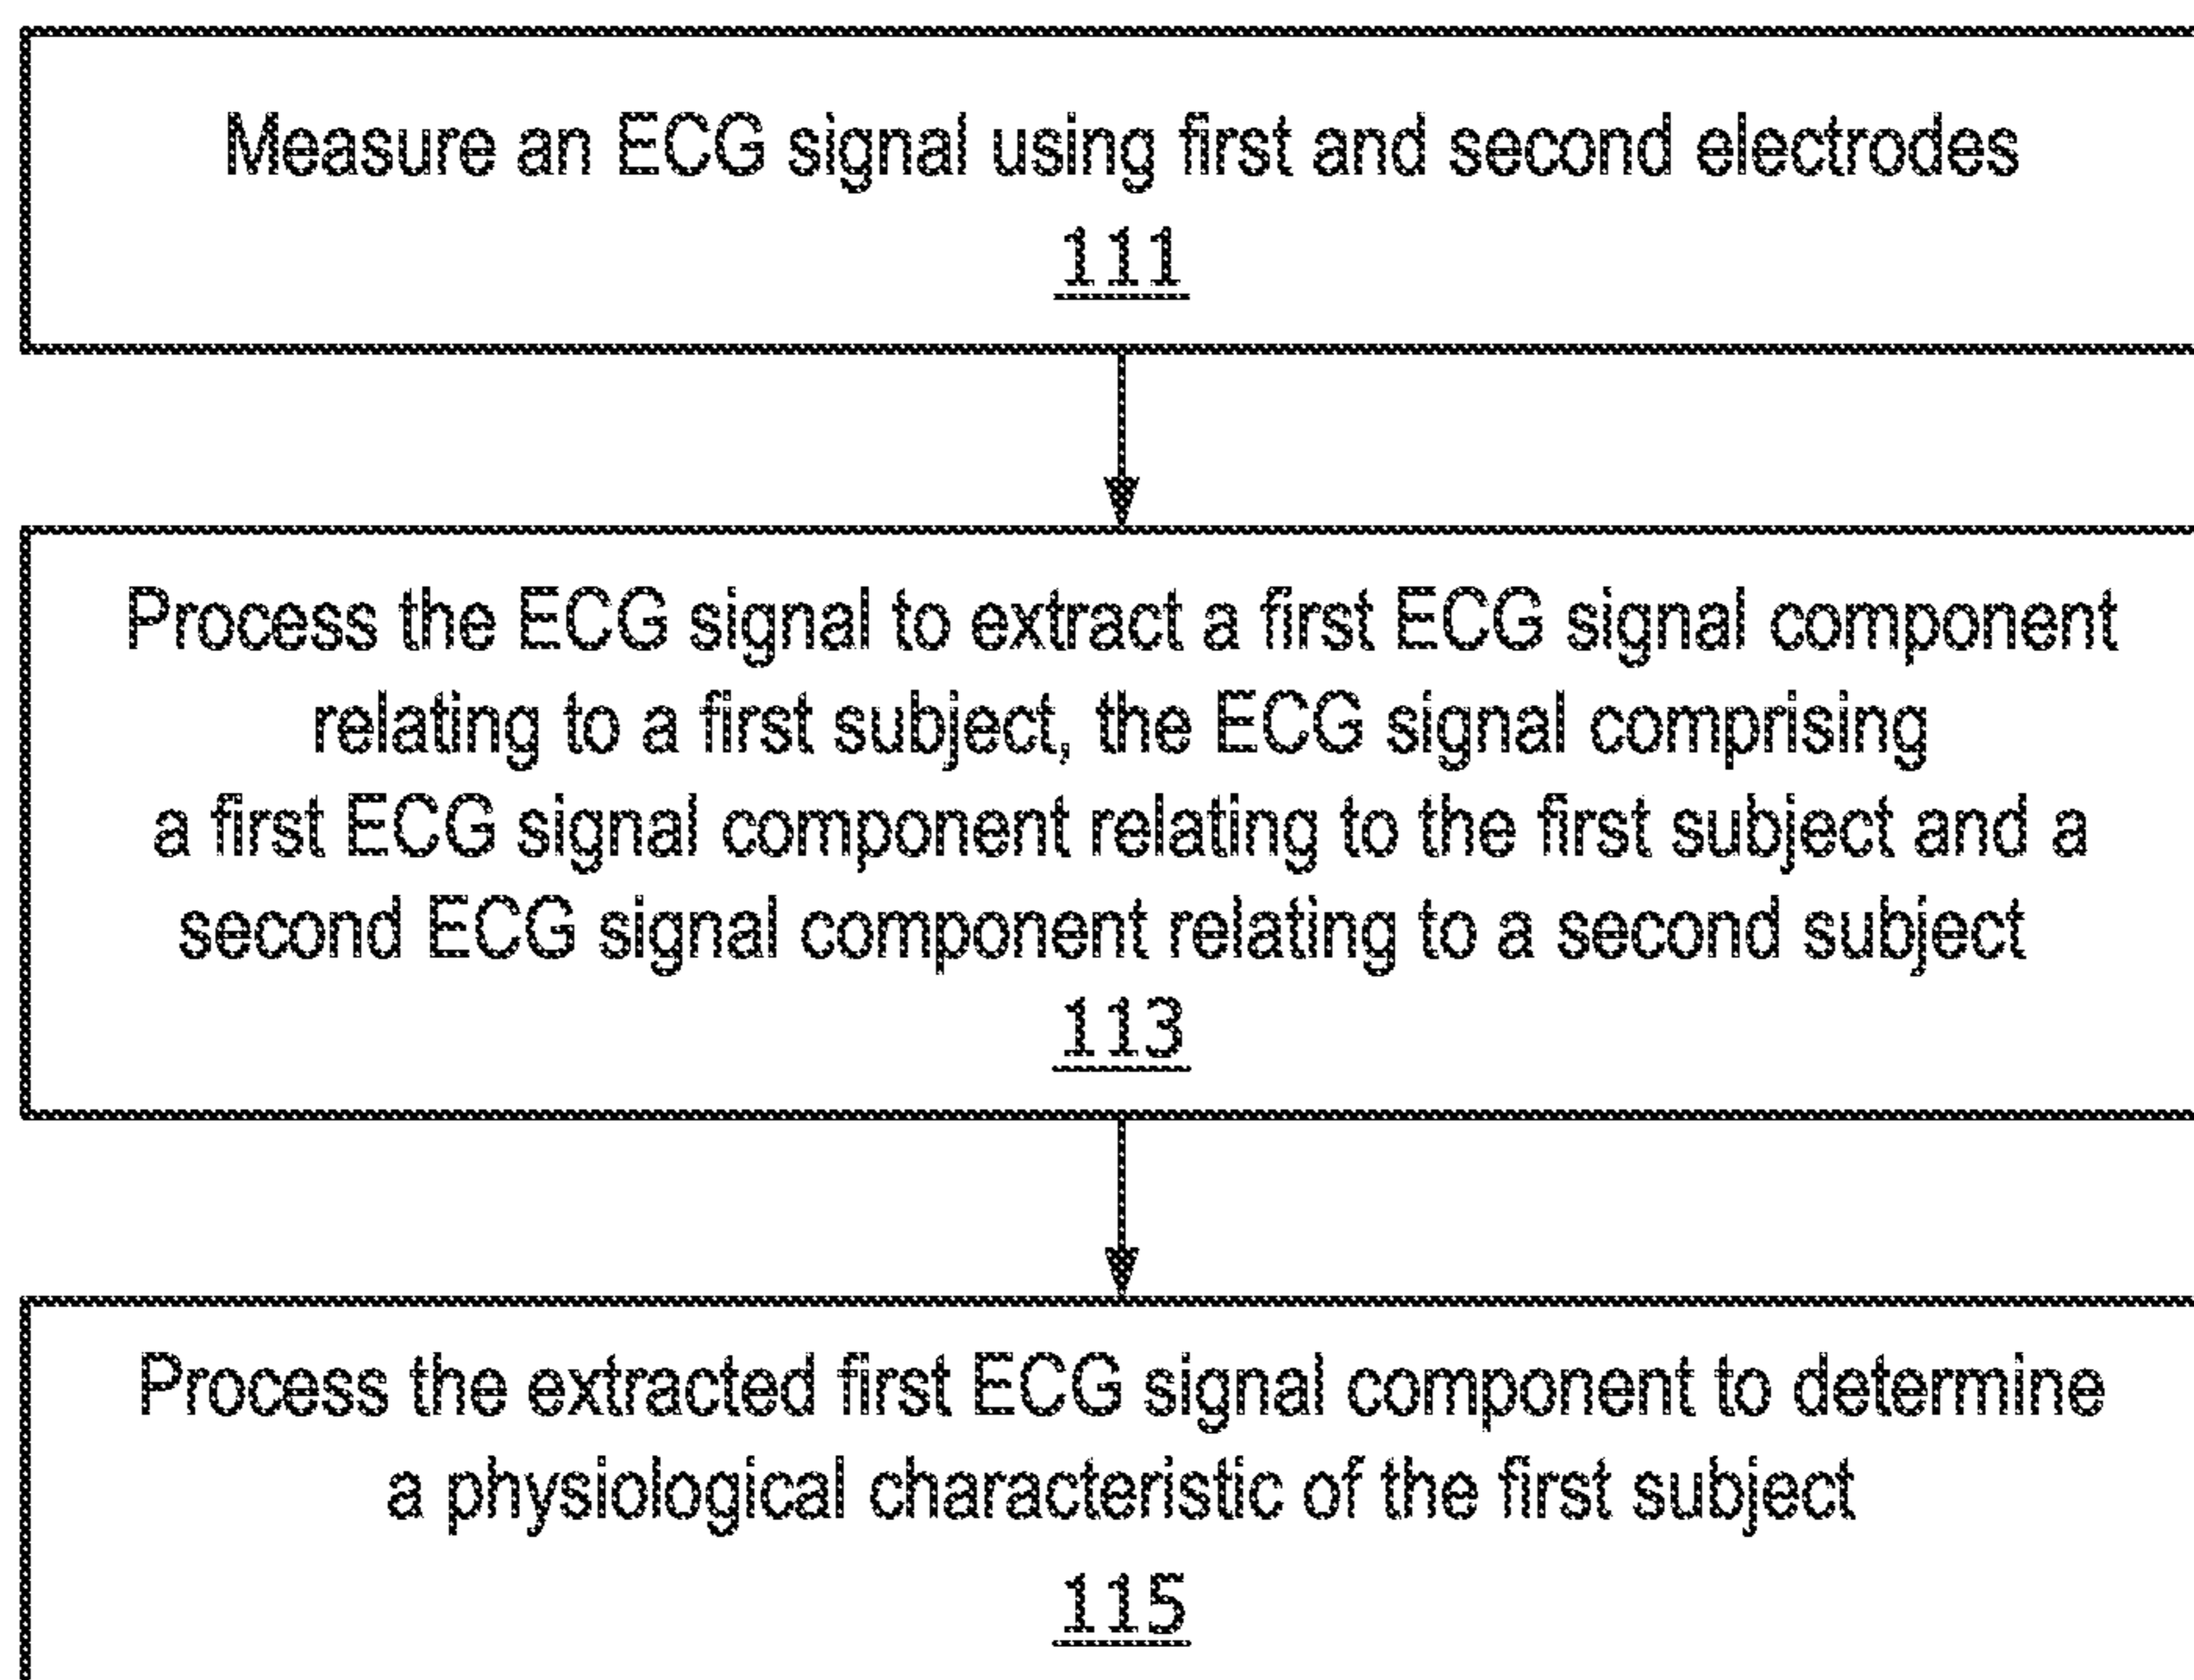 Measure an ECG signal using first and second electrodes
111
Process the ECG signal to extract a first ECG signal component
relating to a first subject, the ECG signal comprising
a first ECG signal component relating to the first subject and a
second ECG signal component relating to a second subject
113
Process the extracted first ECG signal component to determine
a physiological characteristic of the first subject
115